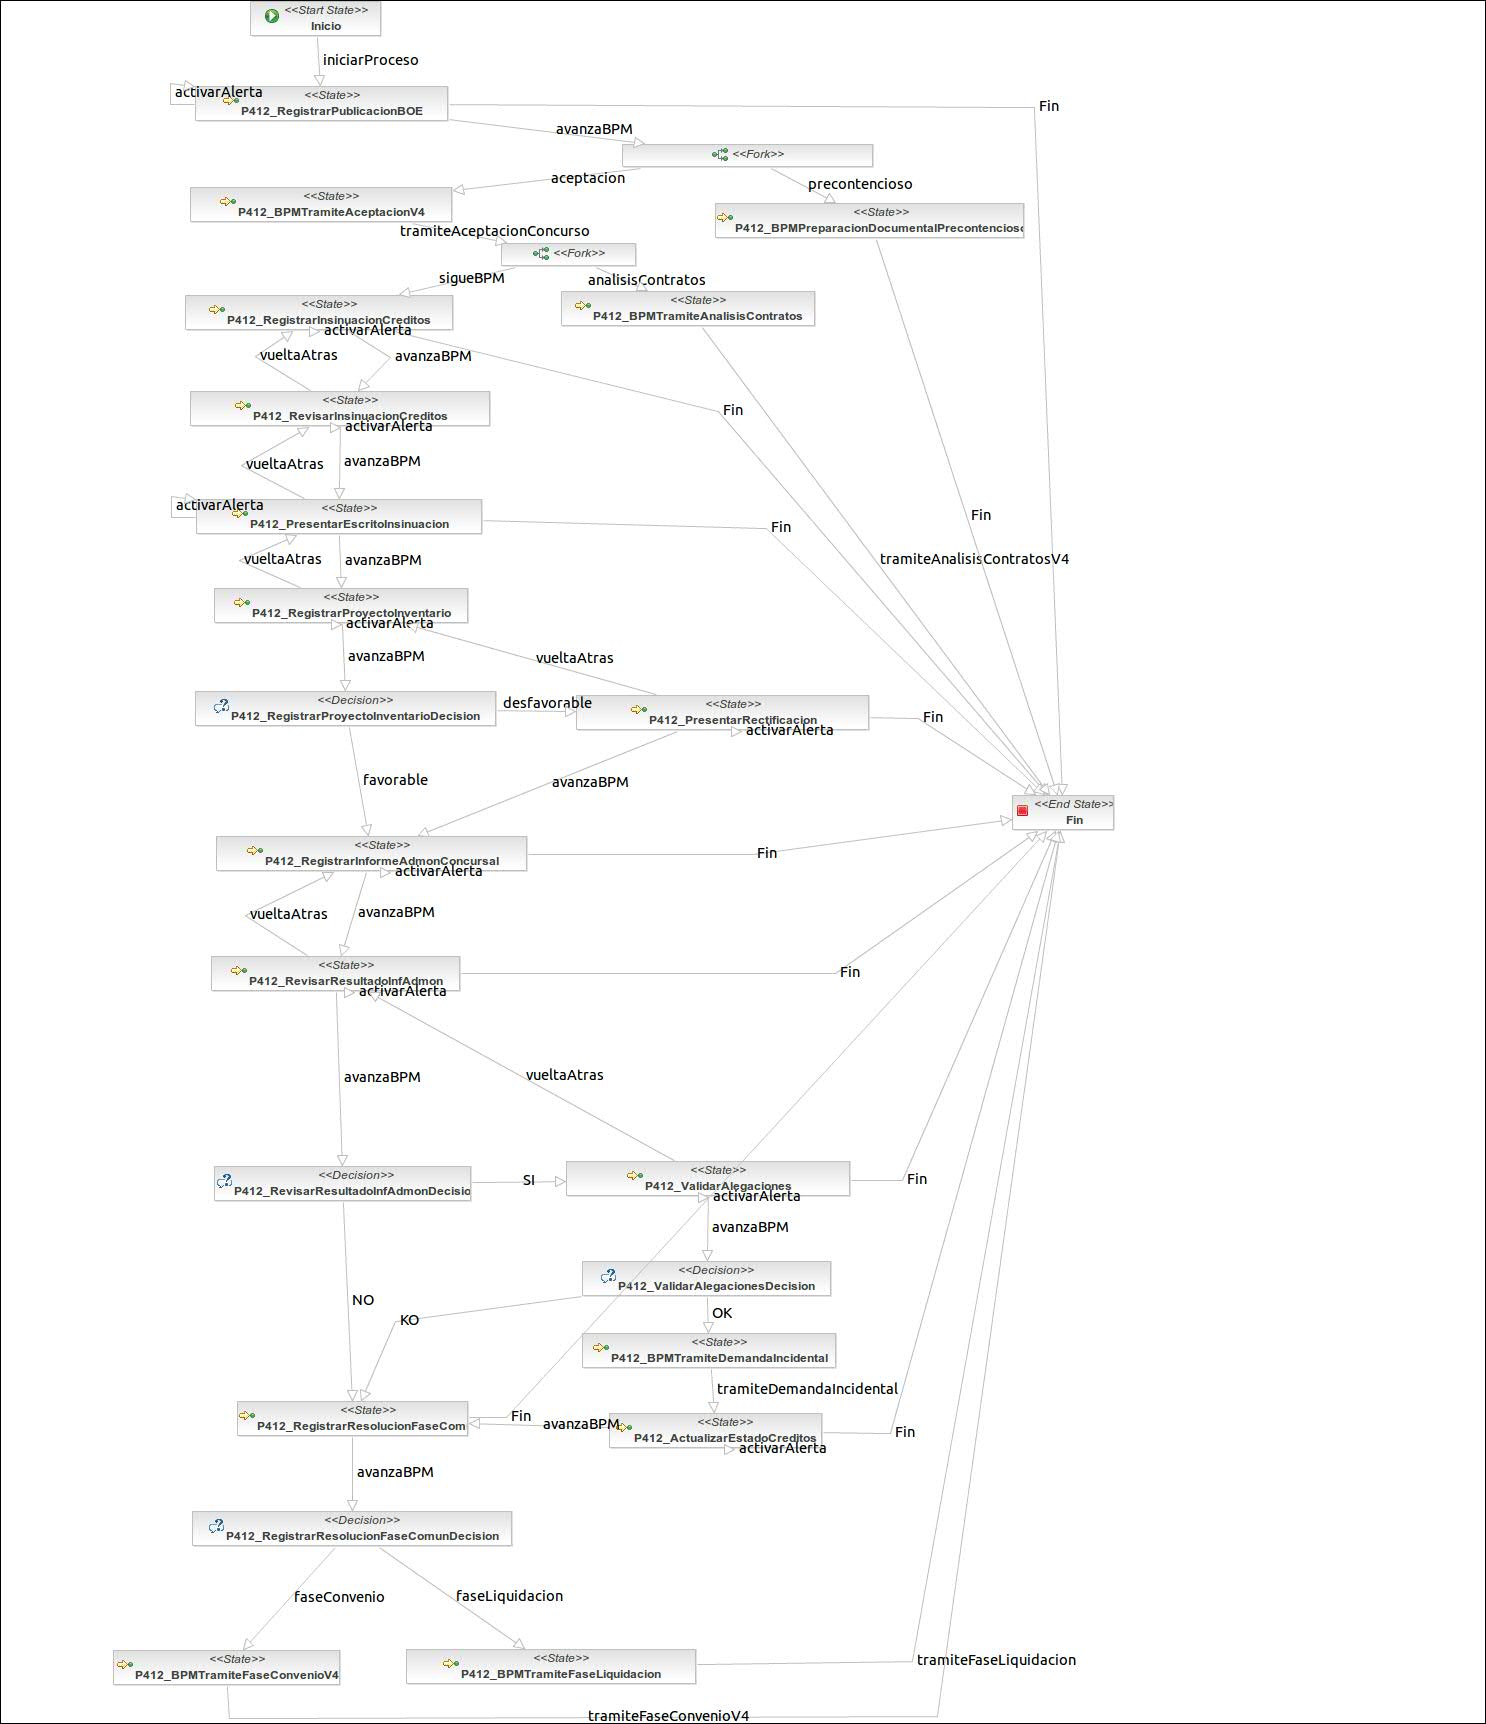 <<Start State>>
Inicio
iniciarProceso
activarAlerta
<<State>>
P412_RegistrarPublicacionBOE
Fin
avanzaBPM
<<Fork>>
aceptacion
precontencioso
<<State>>
P412_BPMTramiteAceptacionV4
<<State>>
P412_BPMPreparacionDocumentalPrecontencioso
tramiteAceptacionConcurso
<<Fork>>
sigueBPM
analisisContratos
<<State>>
P412_RegistrarInsinuacionCreditos
activarAlerta
<<State>>
P412_BPMTramiteAnalisisContratos
vueltaAtras
avanzaBPM
<<State>>
P412_RevisarInsinuacionCreditos
activarAlerta
Fin
vueltaAtras
avanzaBPM
activarAlerta
<<State>>
P412_PresentarEscritoInsinuacion
Fin
Fin
vueltaAtras
avanzaBPM
tramiteAnalisisContratosV4
<<State>>
P412_RegistrarProyectoInventario
activarAlerta
avanzaBPM
vueltaAtras
<<Decision>>
P412_RegistrarProyectoInventarioDecision
desfavorable
<<State>>
P412_PresentarRectificacion
activarAlerta
Fin
favorable
avanzaBPM
<<End State>>
Fin
<<State>>
P412_RegistrarInformeAdmonConcursal
activarAlerta
Fin
vueltaAtras
avanzaBPM
<<State>>
P412_RevisarResultadoInfAdmon
activarAlerta
Fin
avanzaBPM
vueltaAtras
<<Decision>>
P412_RevisarResultadoInfAdmonDecisio
SI
<<State>>
P412_ValidarAlegaciones
activarAlerta
Fin
avanzaBPM
<<Decision>>
P412_ValidarAlegacionesDecision
NO
KO
OK
<<State>>
P412_BPMTramiteDemandaIncidental
tramiteDemandaIncidental
<<State>>
P412_RegistrarResolucionFaseCom
Fin
avanzaBPM
<<State>>
P412_ActualizarEstadoCreditos
activarAlerta
Fin
avanzaBPM
<<Decision>>
P412_RegistrarResolucionFaseComunDecision
faseConvenio
faseLiquidacion
<<State>>
P412_BPMTramiteFaseConvenioV4
<<State>>
P412_BPMTramiteFaseLiquidacion
tramiteFaseLiquidacion
tramiteFaseConvenioV4